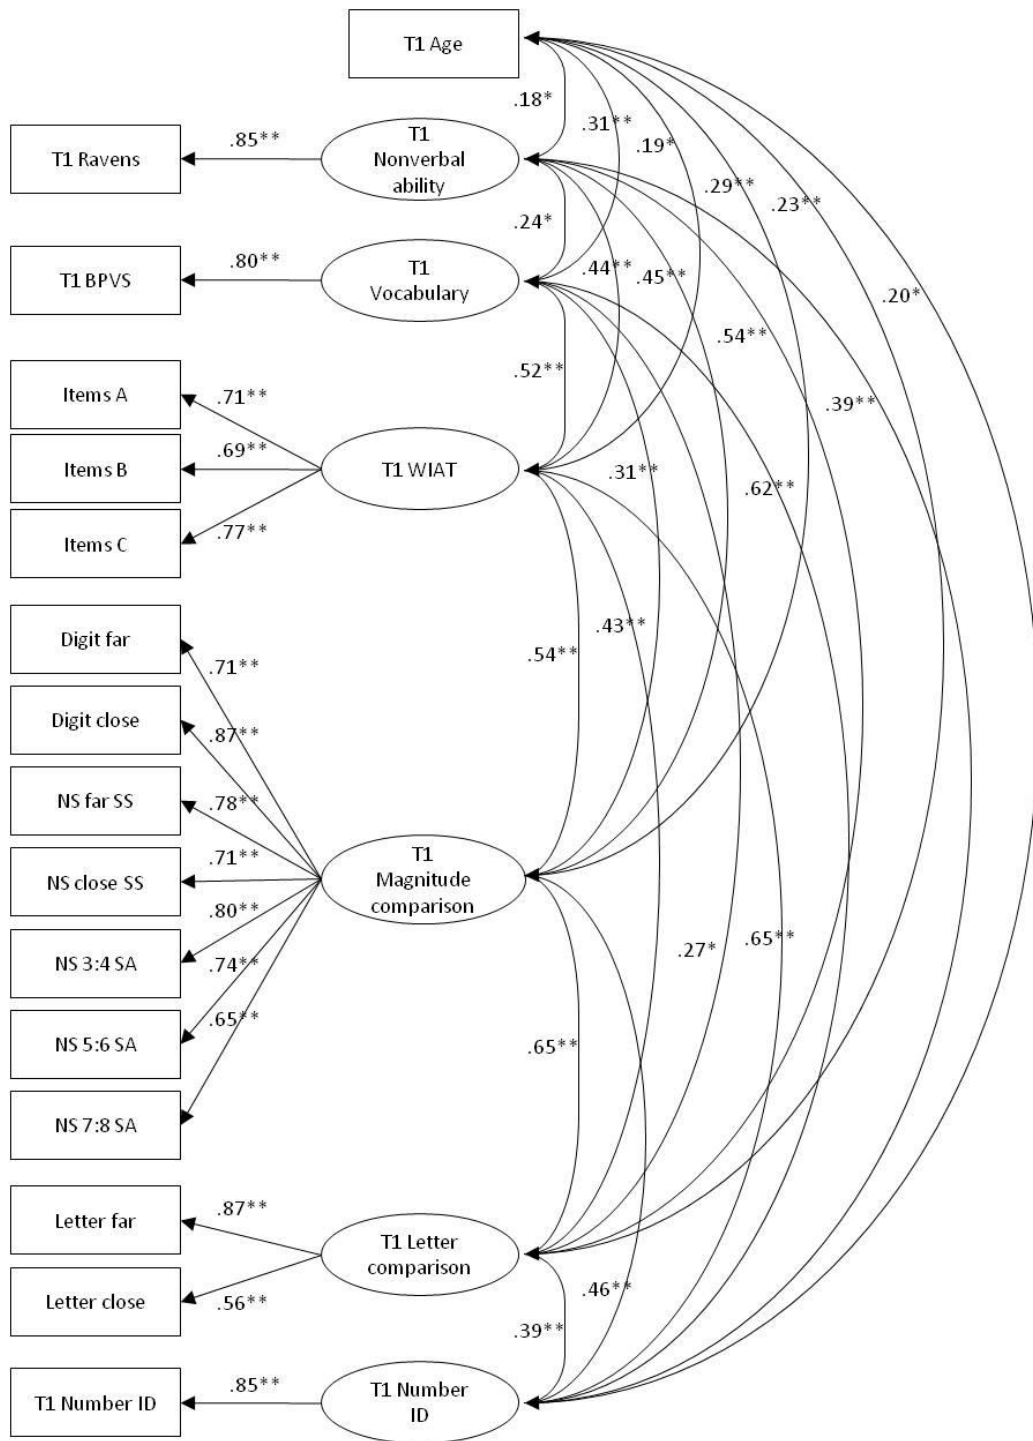 T1 Age
.18*
.31**
.19*
.29**
.23**
.20*
T1 Ravens
.85**
T1
Nonverbal
ability
.24*
.44**
.45**
.54**
.39**
T1 BPVS
.80**
T1
Vocabulary
.52**
.31**
.62**
Items A
.71**
Items B
.69**
T1 WIAT
Items C
.77**
.54**
.43**
Digit far
.71**
Digit close
.87**
NS far SS
.78**
NS close SS
.71**
T1
Magnitude
comparison
NS 3:4 SA
.80**
.27*
.65**
NS 5:6 SA
.74**
NS 7:8 SA
.65**
.65**
Letter far
.87**
T1 Letter
comparison
Letter close
.56**
.46**
.39**
T1 Number ID
.85**
T1 Number
ID